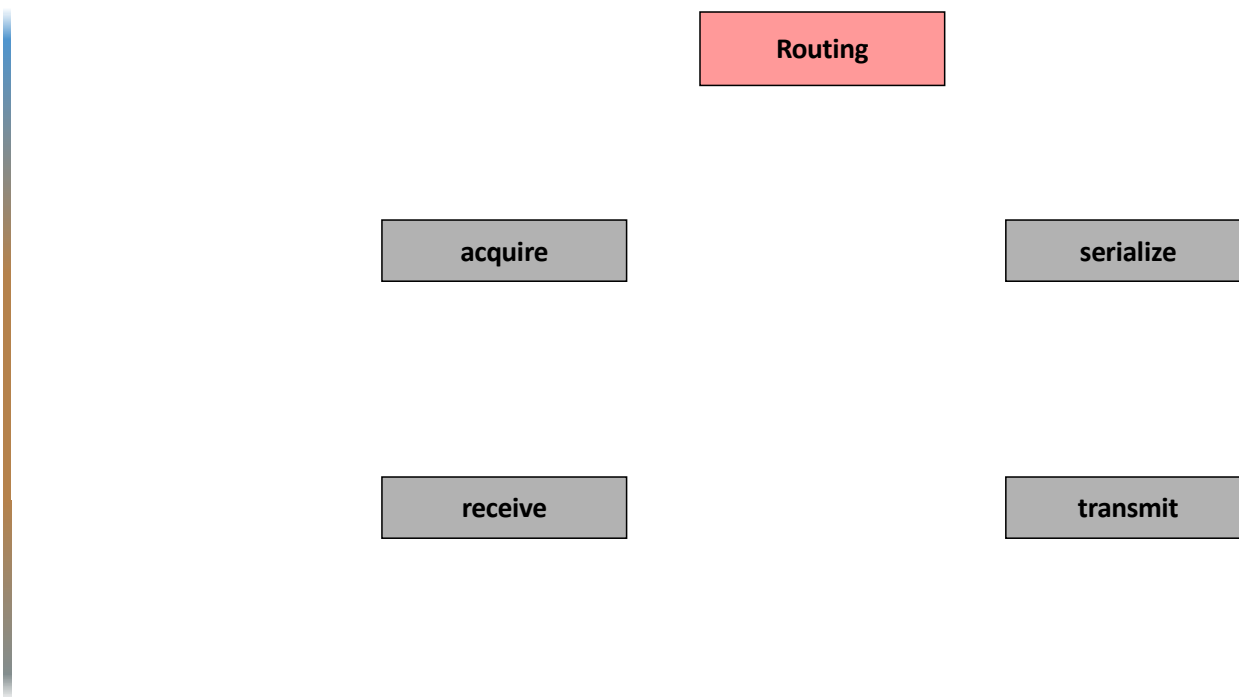 Routing
acquire
serialize
receive
transmit